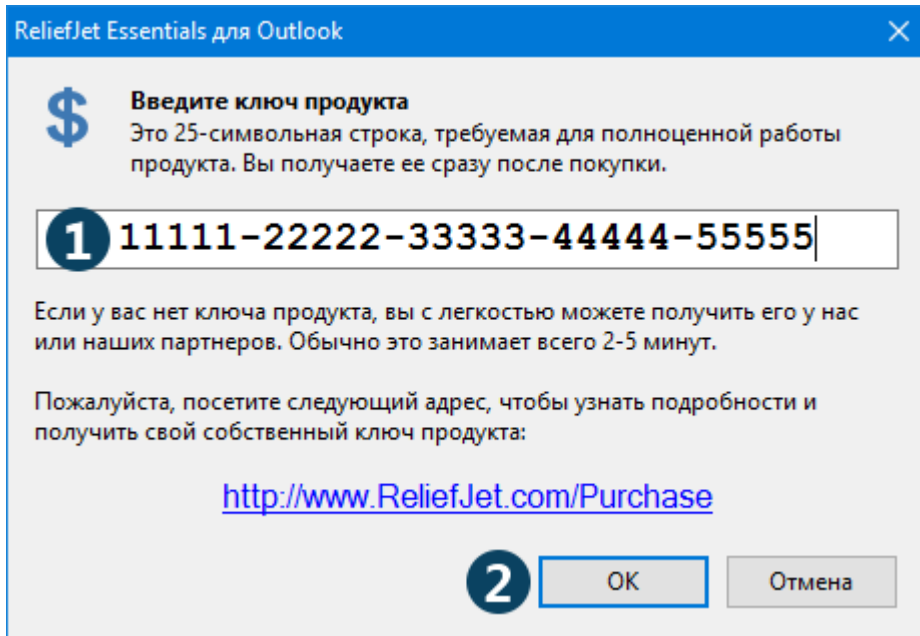 ReliefJet Essentials для Outlook
$
Введите ключ продукта
Это 25-символьная строка, требуемая для полноценной работы
продукта. Вы получаете ее сразу после покупки.
1 11111-22222-33333-44444-55555
Если у вас нет ключа продукта, вы с легкостью можете получить его у нас
или наших партнеров. Обычно это занимает всего 2-5 минут.
Пожалуйста, посетите следующий адрес, чтобы узнать подробности и
получить свой собственный ключ продукта:
http://www.ReliefJet.com/Purchase
2 OK Отмена